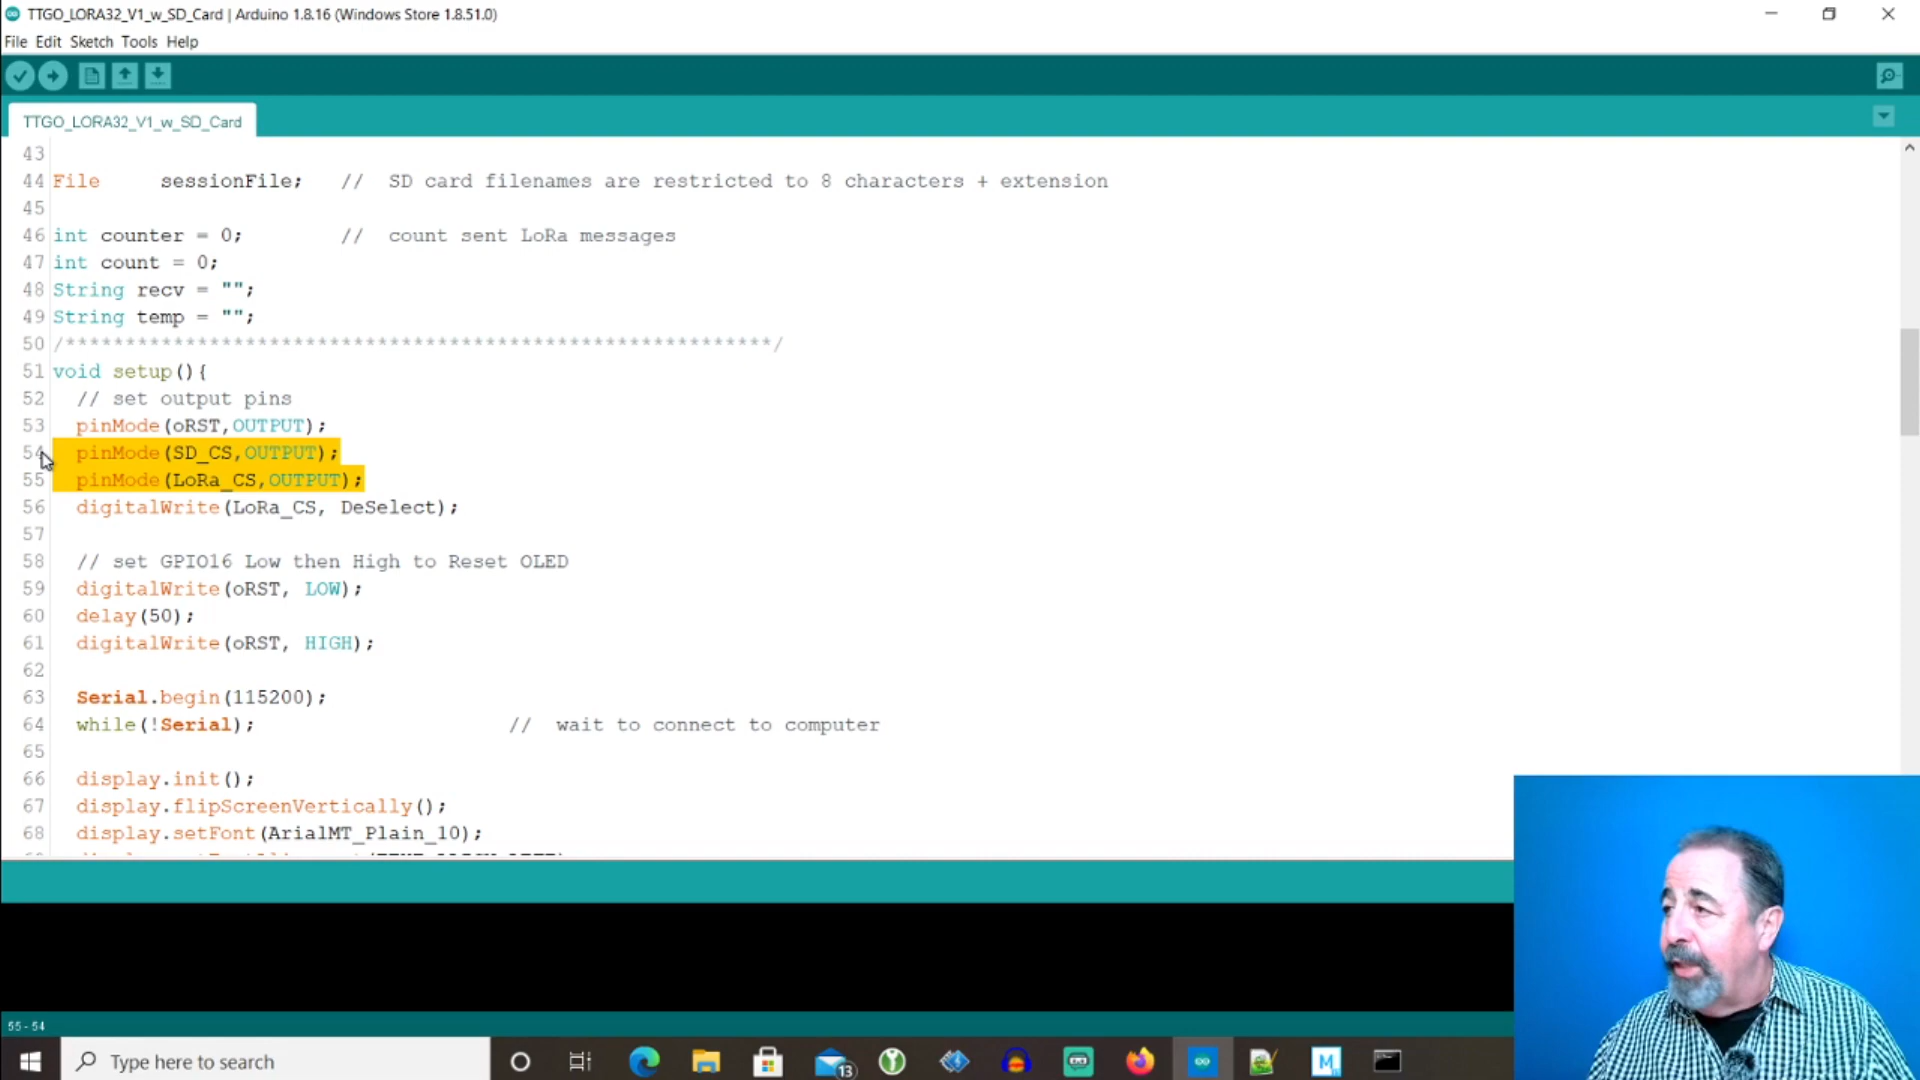 TTGO_LORA32_V1_w_SD_Card | Arduino 1.8.16 (Windows Store 1.8.51.0)
File Edit Sketch Tools Help
TTGO_LORA32_V1_w_SD_Card
43
44 File     sessionFile;   //  SD card filenames are restricted to 8 characters + extension
45
46 int counter = 0;        //  count sent LoRa messages
47 int count = 0;
48 String recv = "";
49 String temp = "";
50 /***********************************************************/
51 void setup(){
52   // set output pins
53   pinMode(oRST,OUTPUT);
54   pinMode(SD_CS,OUTPUT);
55   pinMode(LoRa_CS,OUTPUT);
56   digitalWrite(LoRa_CS, DeSelect);
57
58   // set GPIO16 Low then High to Reset OLED
59   digitalWrite(oRST, LOW);
60   delay(50);
61   digitalWrite(oRST, HIGH);
62
63   Serial.begin(115200);
64   while(!Serial);                     //  wait to connect to computer
65
66   display.init();
67   display.flipScreenVertically();
68   display.setFont(ArialMT_Plain_10);
55 - 54
Type here to search
13
M